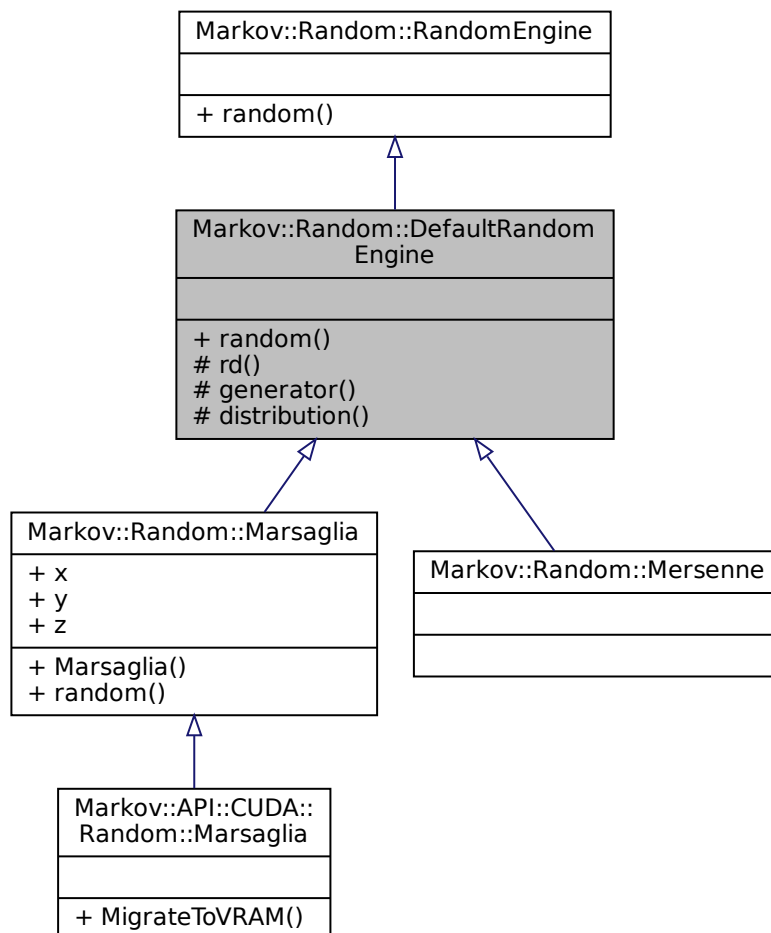 Markov::Random::RandomEngine
+ random()
Markov::Random::DefaultRandom
Engine
+ random()
# rd()
# generator()
# distribution()
Markov::Random::Marsaglia
+ x
+ y
+ z
+ Marsaglia()
+ random()
Markov::Random::Mersenne
Markov::API::CUDA::
Random::Marsaglia
+ MigrateToVRAM()